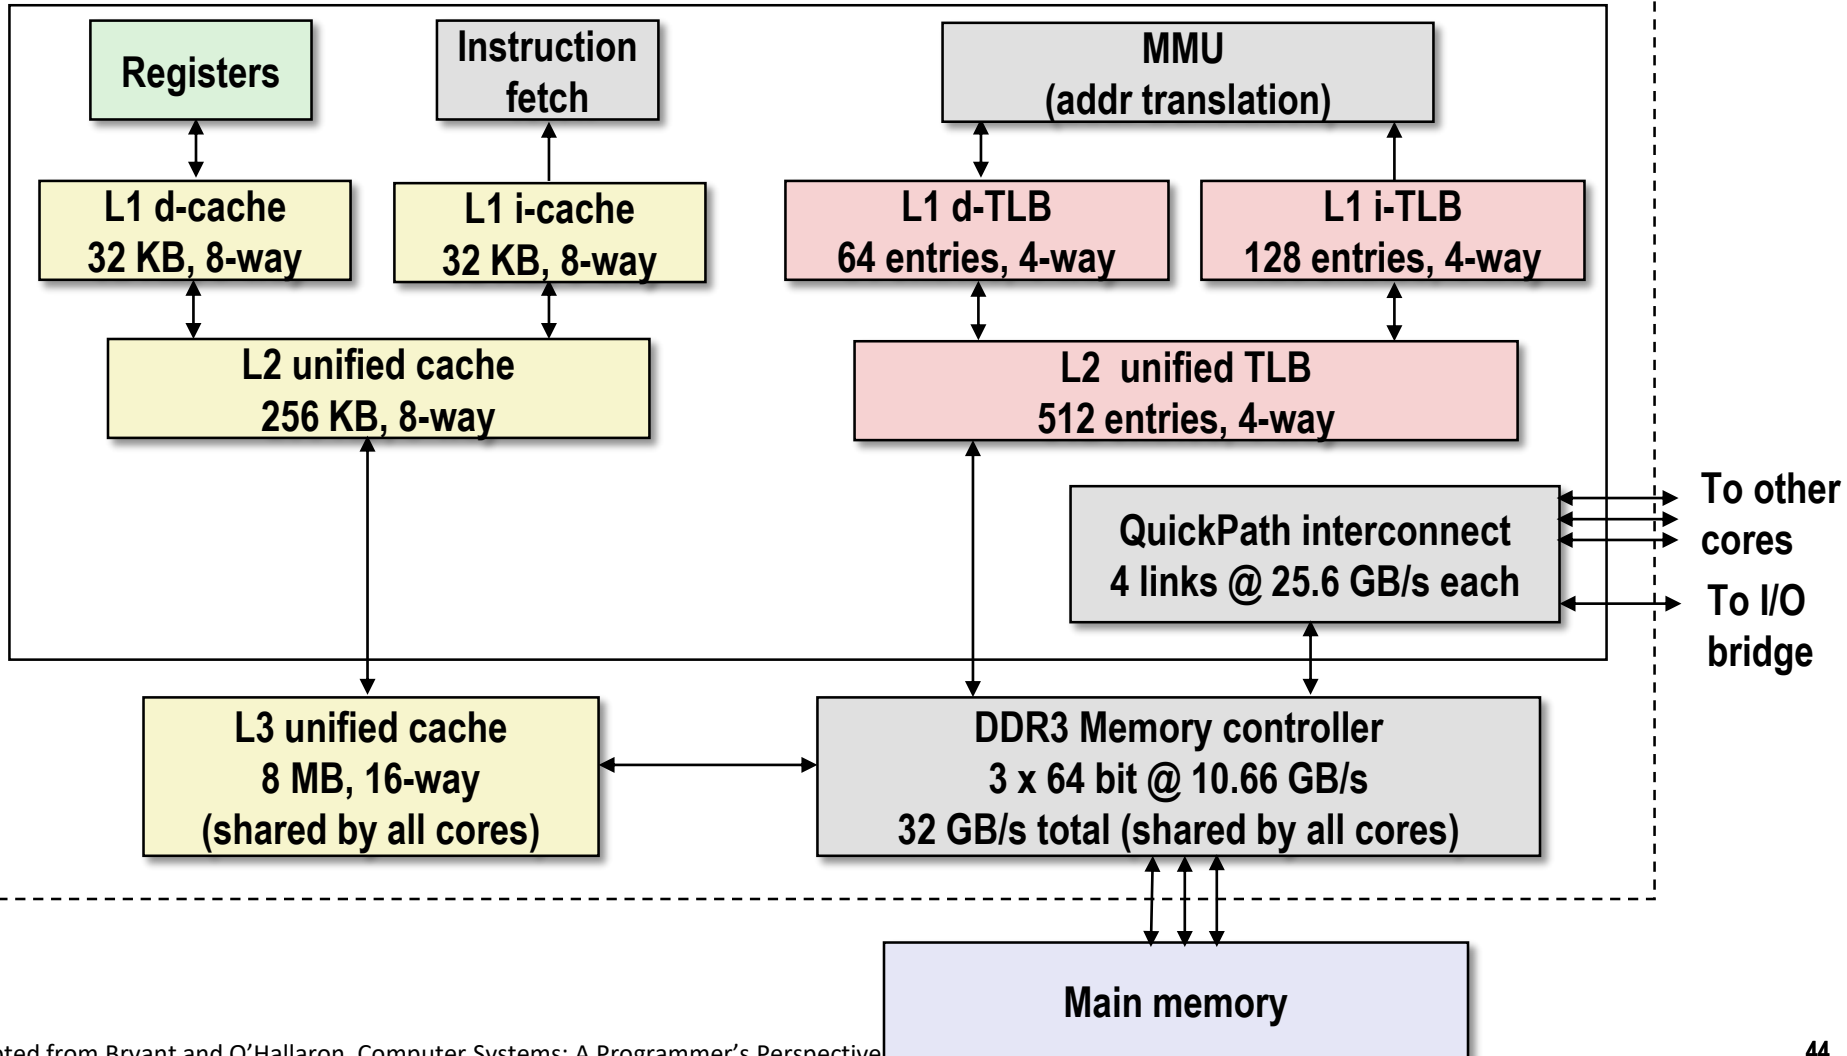 Registers
Instruction
fetch
MMU
(addr translation)
L1 d-cache
32 KB, 8-way
L1 i-cache
32 KB, 8-way
L1 d-TLB
64 entries, 4-way
L1 i-TLB
128 entries, 4-way
L2 unified cache
256 KB, 8-way
L2  unified TLB
512 entries, 4-way
QuickPath interconnect
4 links @ 25.6 GB/s each
To other
cores
To I/O
bridge
L3 unified cache
8 MB, 16-way
(shared by all cores)
DDR3 Memory controller
3 x 64 bit @ 10.66 GB/s
32 GB/s total (shared by all cores)
Main memory
from Bryant and O'Hallaron, Computer Systems: A Programmer's Perspective
44